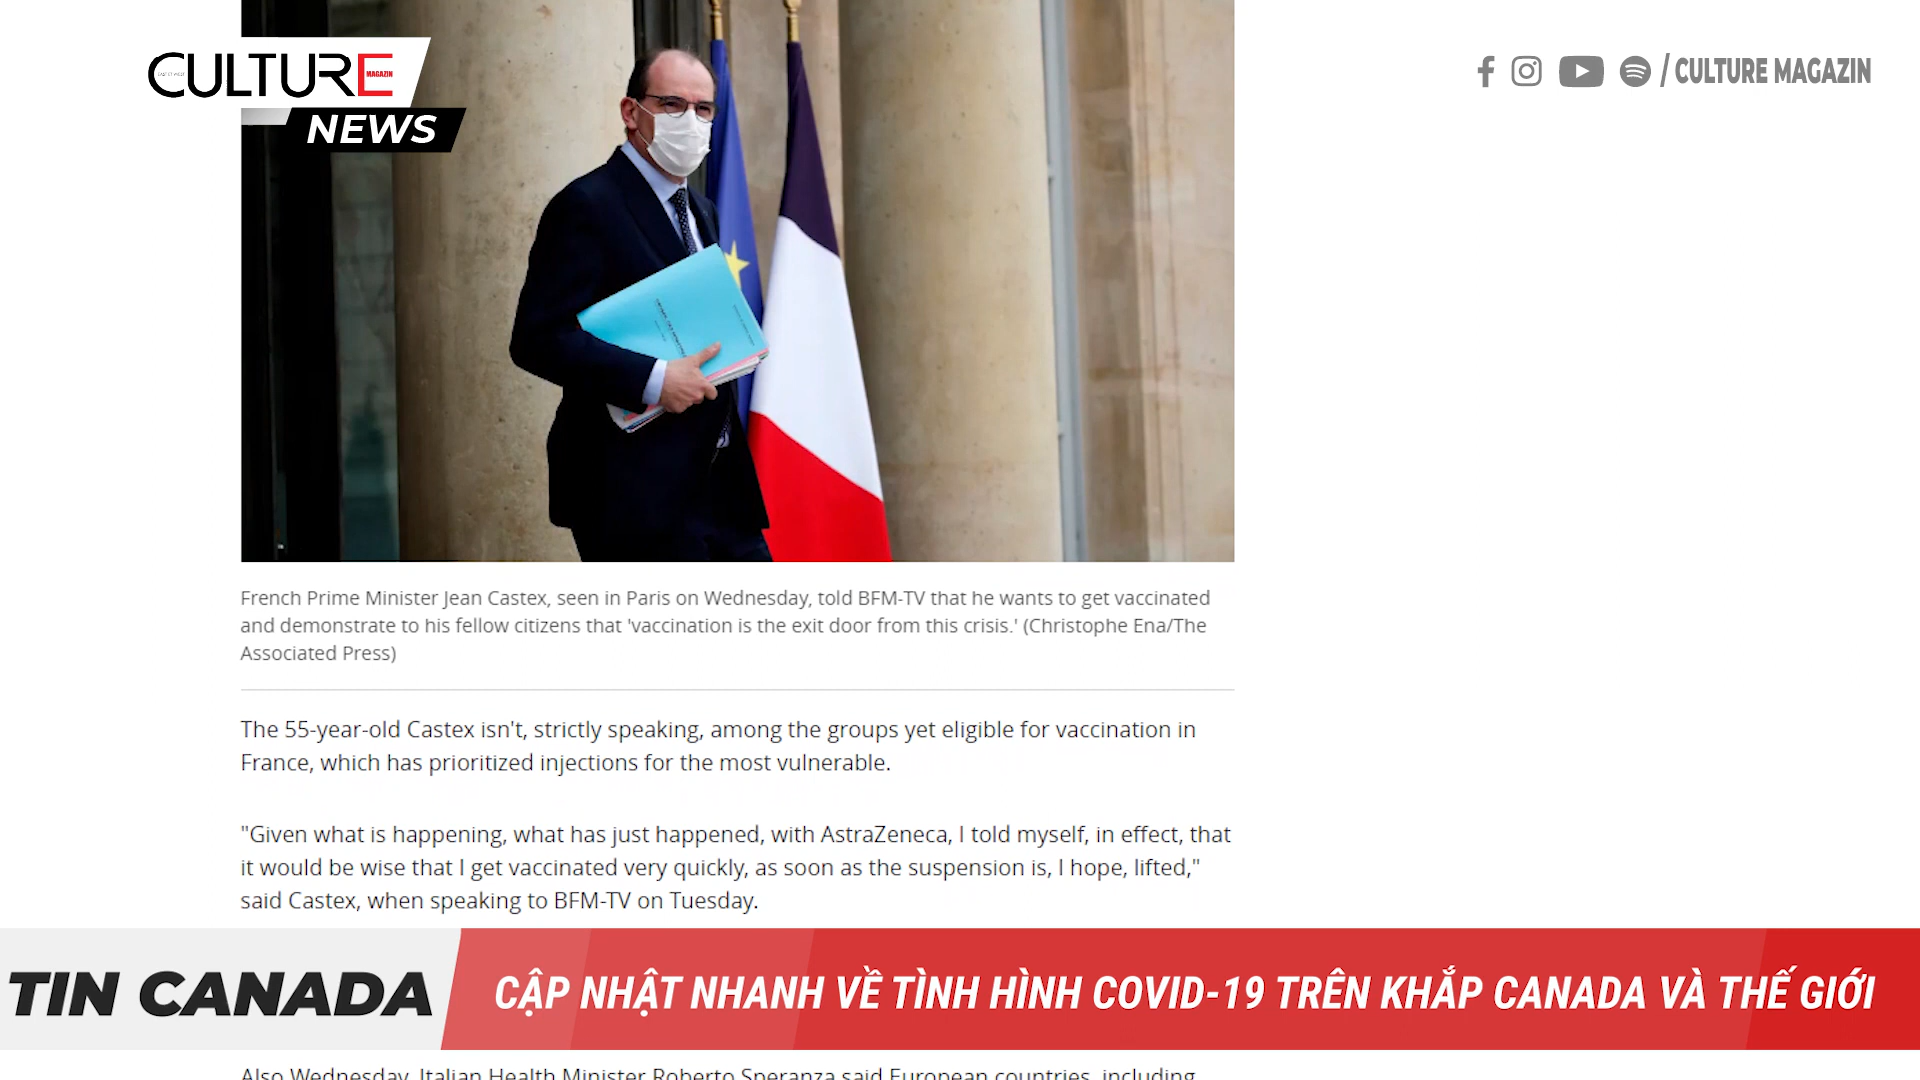 CULTURE
MAGAZIN
NEWS
/ CULTURE MAGAZIN
French Prime Minister Jean Castex, seen in Paris on Wednesday, told BFM-TV that he wants to get vaccinated
and demonstrate to his fellow citizens that 'vaccination is the exit door from this crisis.' (Christophe Ena/The
Associated Press)
The 55-year-old Castex isn't, strictly speaking, among the groups yet eligible for vaccination in
France, which has prioritized injections for the most vulnerable.
"Given what is happening, what has just happened, with AstraZeneca, I told myself, in effect, that
it would be wise that I get vaccinated very quickly, as soon as the suspension is, I hope, lifted,"
said Castex, when speaking to BFM-TV on Tuesday.
TIN CANADA
CẬP NHẬT NHANH VỀ TÌNH HÌNH COVID-19 TRÊN KHẮP CANADA VÀ THẾ GIỚI
Also Wednesday, Italian Health Minister Roberto Speranza said European countries, including